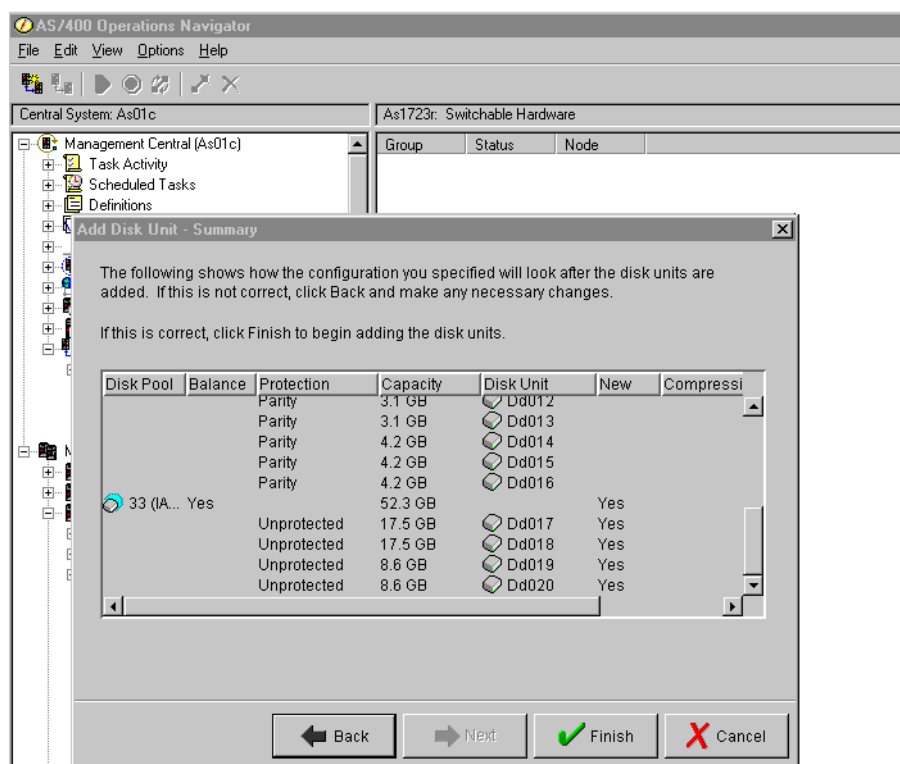 AS/400 Operations Navigator
File Edit View Options Help
Central System: As01c
As1723r: Switchable Hardware
Management Central (As01c)
Group Status Node
Task Activity
Scheduled Tasks
Definitions
Add Disk Unit - Summary
The following shows how the configuration you specified will look after the disk units are
added. If this is not correct, click Back and make any necessary changes.
If this is correct, click Finish to begin adding the disk units.
Disk Pool Balance Protection Capacity Disk Unit New Compressi
Parity 3.1 GB Dd012
Parity 3.1 GB Dd013
Parity 4.2 GB Dd014
Parity 4.2 GB Dd015
Parity 4.2 GB Dd016
33 (IA... Yes 52.3 GB Yes
Unprotected 17.5 GB Dd017 Yes
Unprotected 17.5 GB Dd018 Yes
Unprotected 8.6 GB Dd019 Yes
Unprotected 8.6 GB Dd020 Yes
Back Next Finish Cancel